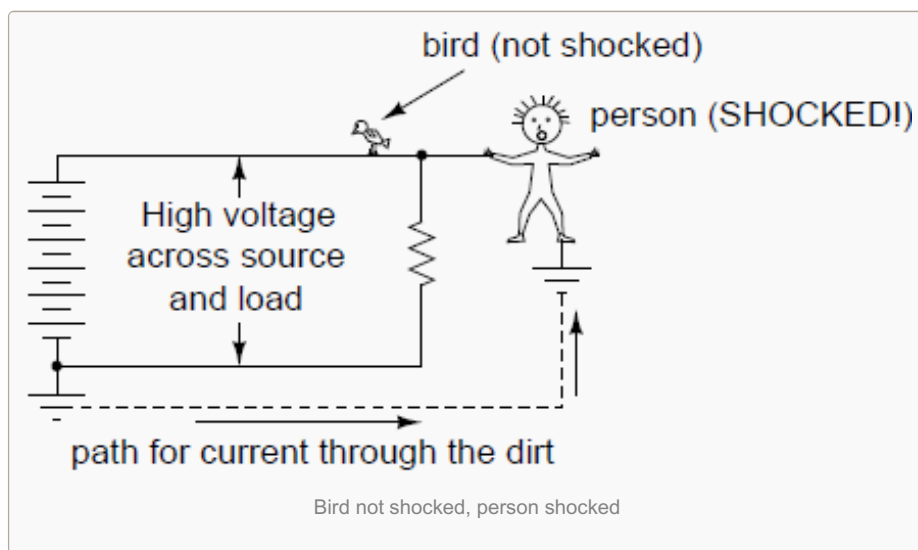 bird (not shocked)
person (SHOCKED!)
High voltage
across source
and load
path for current through the dirt
Bird not shocked, person shocked